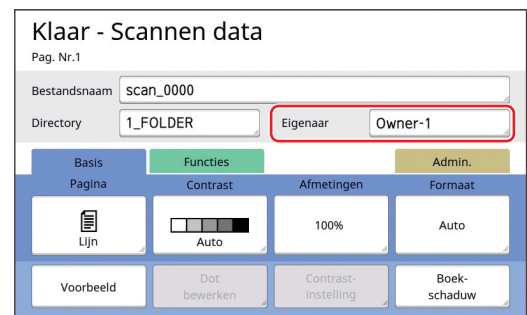 Klaar - Scannen data
Pag. Nr.1
Bestandsnaam scan_0000
Directory 1_FOLDER Eigenaar Owner-1
Basis Functies Admin.
Pagina Contrast Afmetingen Formaat
Lijn Auto 100% Auto
Voorbeeld Dot bewerken Contrast-instelling Boek-schaduw